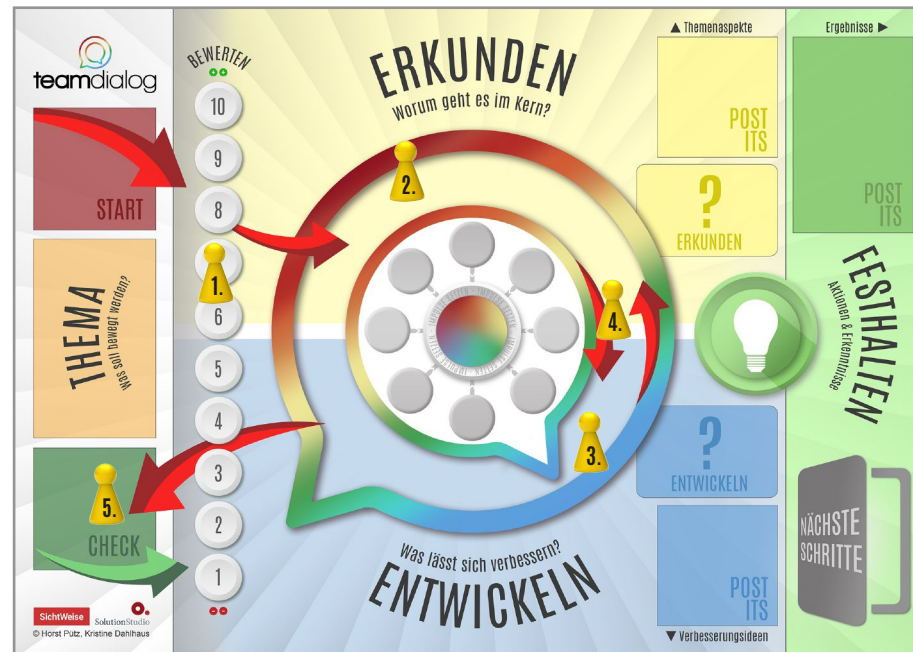 teamdialog
START
THEMA
Was soll bewegt werden?
5.
CHECK
SichtWeise
SolutionStudio
© Horst Pütz, Kristine Dahlhaus
BEWERTEN
10
9
8
1.
6
5
4
3
2
1
ERKUNDEN
Worum geht es im Kern?
2.
4.
3.
Was lässt sich verbessern?
ENTWICKELN
▲ Themenaspekte
POST
ITS
?
ERKUNDEN
?
ENTWICKELN
POST
ITS
▼ Verbesserungsideen
Ergebnisse ►
POST
ITS
FESTHALTEN
Aktionen & Erkenntnisse
NÄCHSTE
SCHRITTE